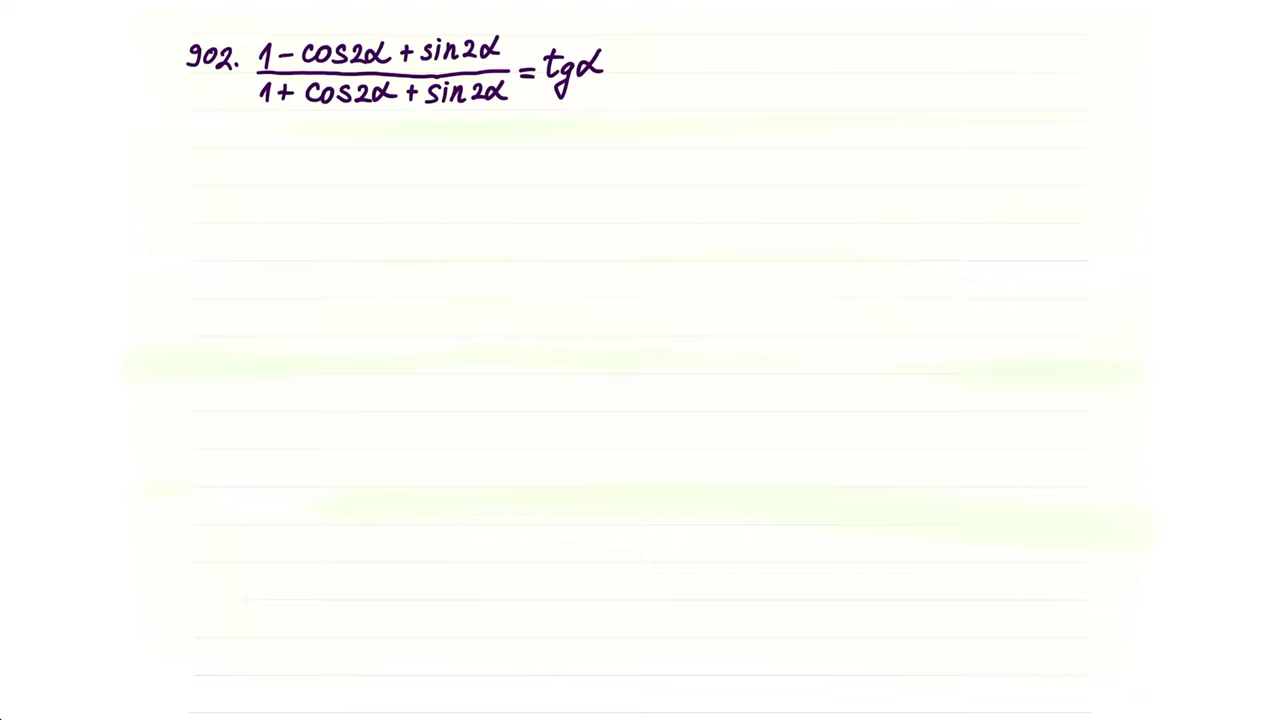 902. (1 - cos2α + sin2α)/(1 + cos2α + sin2α) = tgα